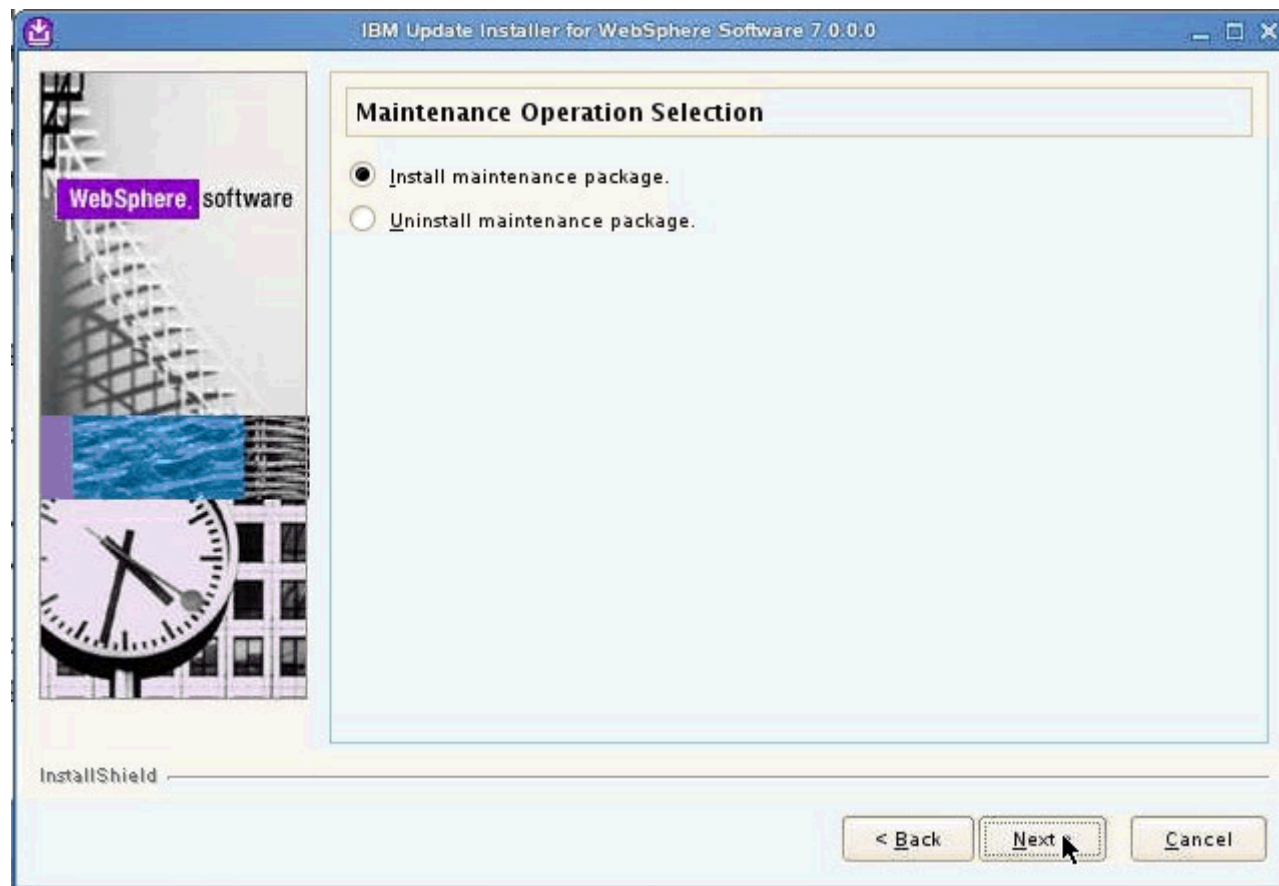 IBM Update Installer for WebSphere Software 7.0.0.0
WebSphere software
Maintenance Operation Selection
Install maintenance package.
Uninstall maintenance package.
InstallShield
< Back
Next >
Cancel